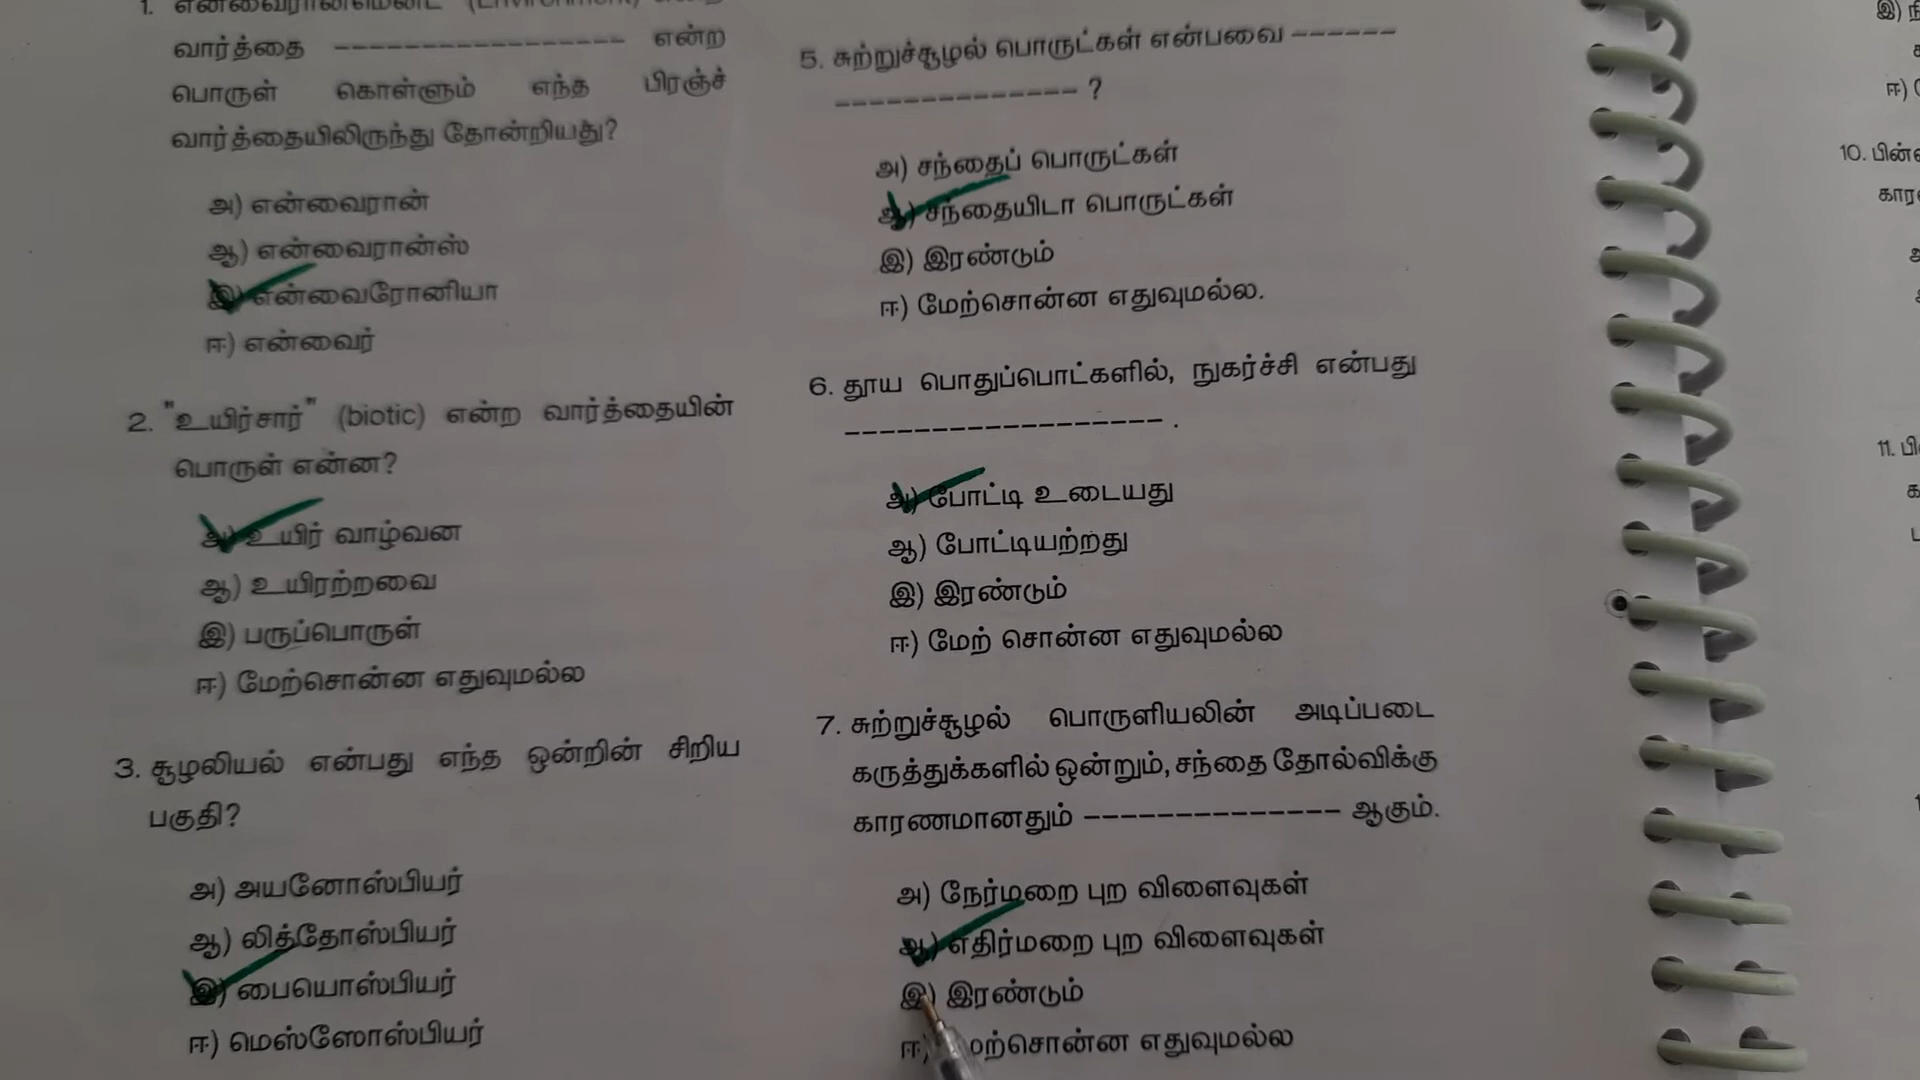 1. என்வைரான்மெண்ட் (Environment) என்ற
வார்த்தை ------------------ என்ற
பொருள் கொள்ளும் எந்த பிரஞ்ச்
வார்த்தையிலிருந்து தோன்றியது?
அ) என்வைரான்
ஆ) என்வைரான்ஸ்
இ) என்வைரோனியா
ஈ) என்வைர்
2. "உயிர்சார்" (biotic) என்ற வார்த்தையின்
பொருள் என்ன?
அ) உயிர் வாழ்வன
ஆ) உயிரற்றவை
இ) பருப்பொருள்
ஈ) மேற்சொன்ன எதுவுமல்ல
3. சூழலியல் என்பது எந்த ஒன்றின் சிறிய
பகுதி?
அ) அயனோஸ்பியர்
ஆ) லித்தோஸ்பியர்
இ) பையொஸ்பியர்
ஈ) மெஸ்ஸோஸ்பியர்
5. சுற்றுச்சூழல் பொருட்கள் என்பவை ------
-------------- ?
அ) சந்தைப் பொருட்கள்
ஆ) சந்தையிடா பொருட்கள்
இ) இரண்டும்
ஈ) மேற்சொன்ன எதுவுமல்ல.
6. தூய பொதுப்பொட்களில், நுகர்ச்சி என்பது
------------------ .
அ) போட்டி உடையது
ஆ) போட்டியற்றது
இ) இரண்டும்
ஈ) மேற் சொன்ன எதுவுமல்ல
7. சுற்றுச்சூழல் பொருளியலின் அடிப்படை
கருத்துக்களில் ஒன்றும், சந்தை தோல்விக்கு
காரணமானதும் -------------- ஆகும்.
அ) நேர்மறை புற விளைவுகள்
ஆ) எதிர்மறை புற விளைவுகள்
இ) இரண்டும்
ஈ) மேற்சொன்ன எதுவுமல்ல
இ)
ஈ)
10.
11.